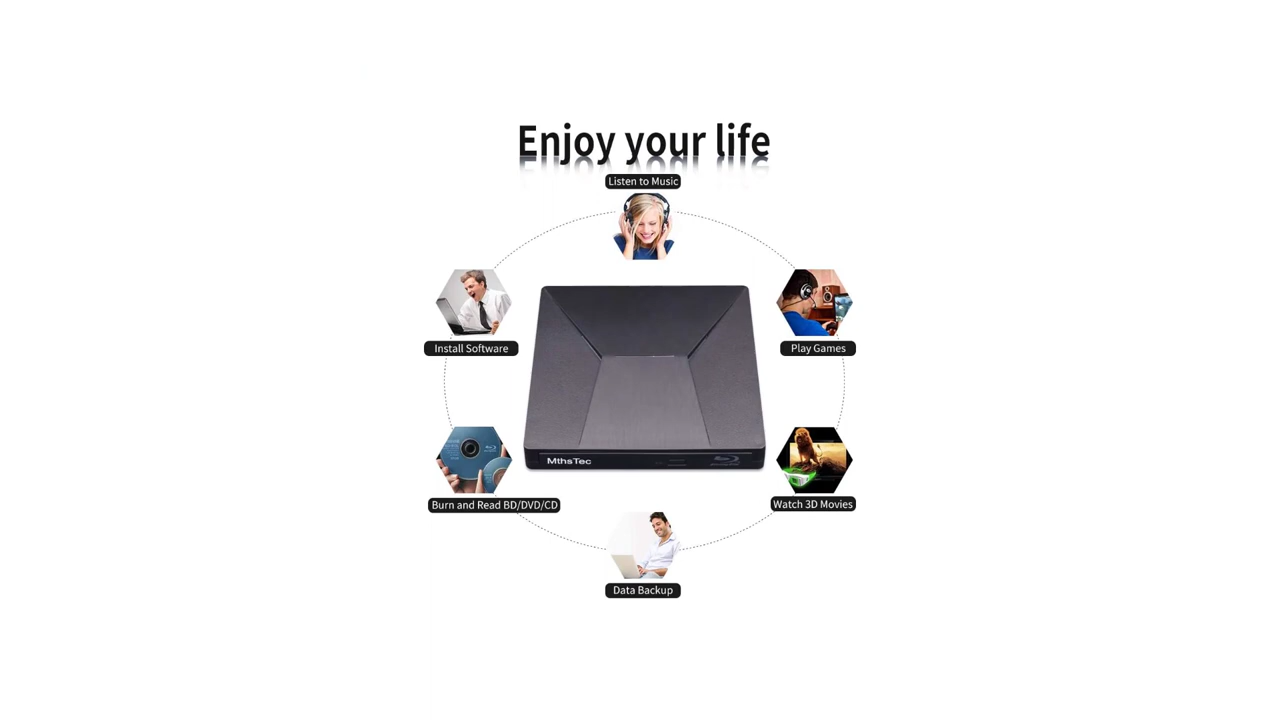 Enjoy your life
Listen to Music
Install Software
Play Games
MthsTec
Burn and Read BD/DVD/CD
Watch 3D Movies
Data Backup